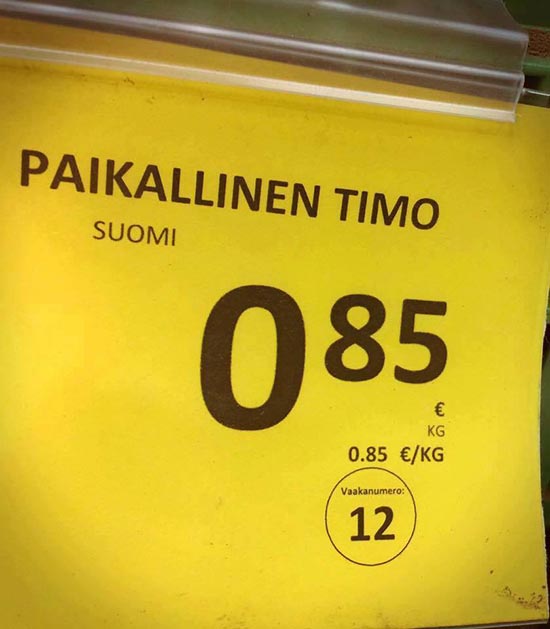 PAIKALLINEN TIMO
SUOMI
0 85
€
KG
0.85 €/KG
Vaakanumero:
12